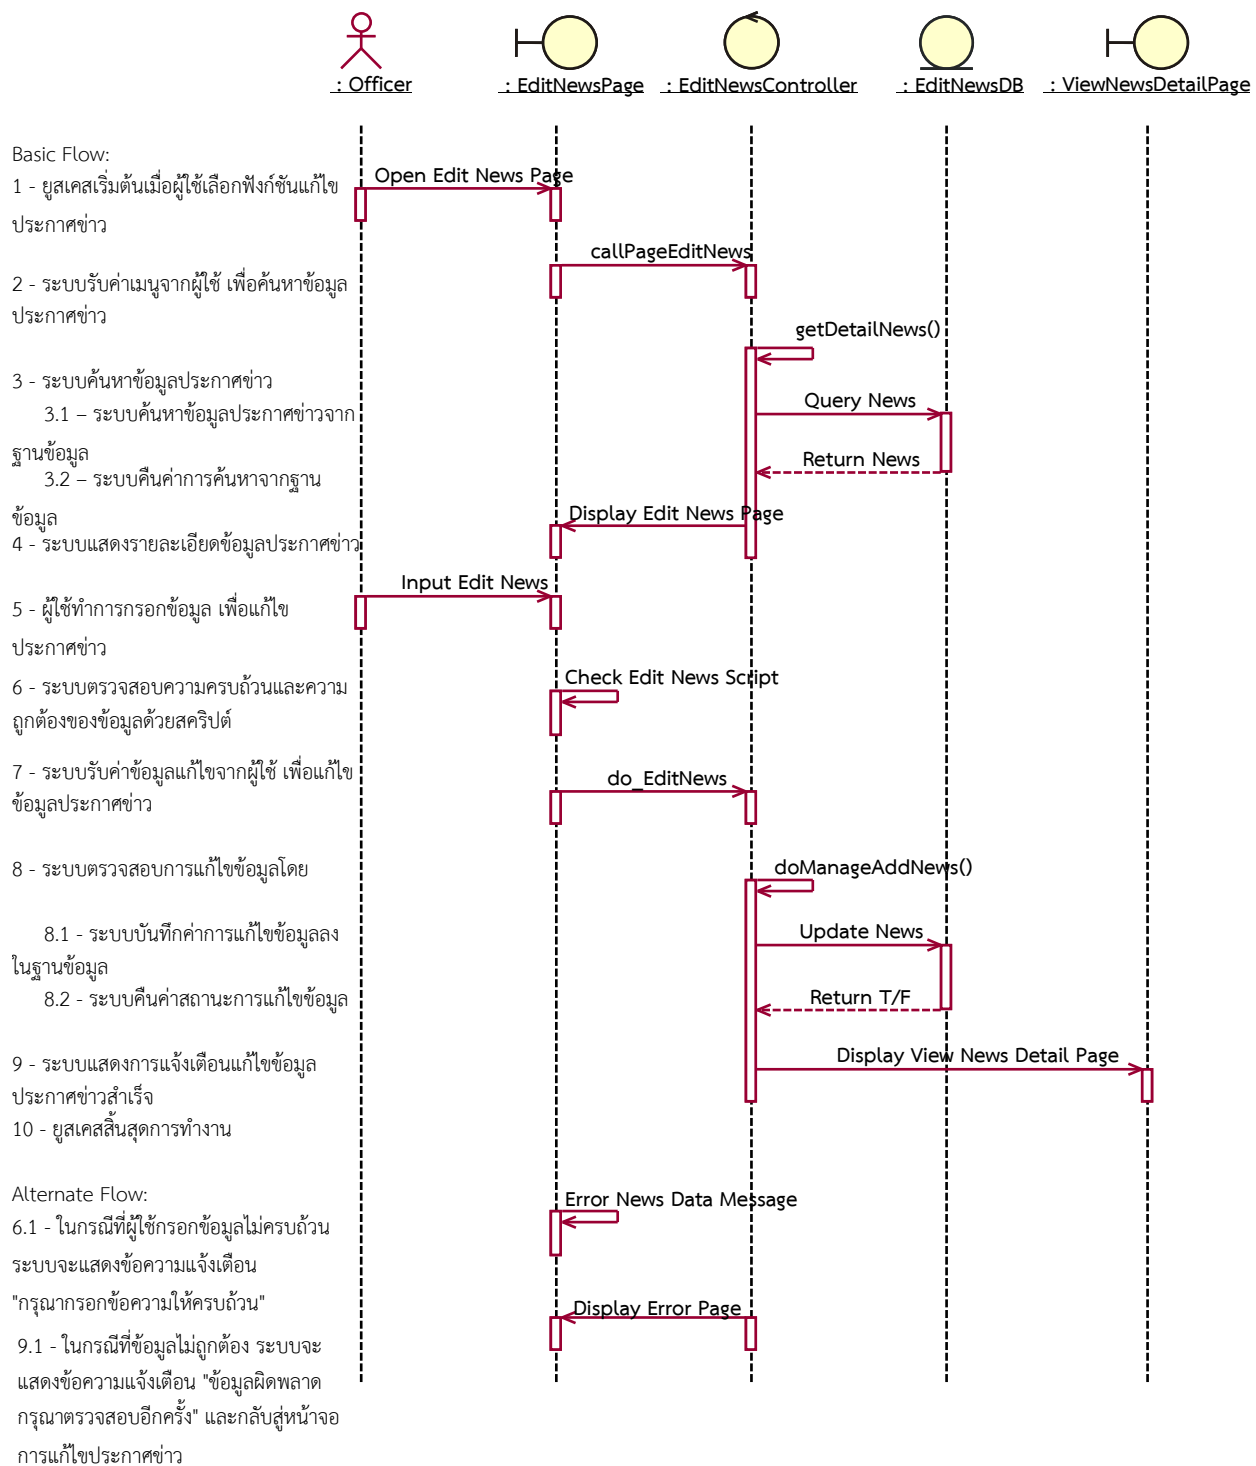 : Officer
: EditNewsPage
: EditNewsController
: EditNewsDB
: ViewNewsDetailPage
Basic Flow:
1 - ยูสเคสเริ่มต้นเมื่อผู้ใช้เลือกฟังก์ชันแก้ไข
ประกาศข่าว
Open Edit News Page
callPageEditNews
2 - ระบบรับค่าเมนูจากผู้ใช้ เพื่อค้นหาข้อมูล
ประกาศข่าว
getDetailNews()
3 - ระบบค้นหาข้อมูลประกาศข่าว
3.1 – ระบบค้นหาข้อมูลประกาศข่าวจาก
ฐานข้อมูล
Query News
3.2 – ระบบคืนค่าการค้นหาจากฐาน
ข้อมูล
Return News
Display Edit News Page
4 - ระบบแสดงรายละเอียดข้อมูลประกาศข่าว
Input Edit News
5 - ผู้ใช้ทำการกรอกข้อมูล เพื่อแก้ไข
ประกาศข่าว
Check Edit News Script
6 - ระบบตรวจสอบความครบถ้วนและความ
ถูกต้องของข้อมูลด้วยสคริปต์
7 - ระบบรับค่าข้อมูลแก้ไขจากผู้ใช้ เพื่อแก้ไข
ข้อมูลประกาศข่าว
do_EditNews
8 - ระบบตรวจสอบการแก้ไขข้อมูลโดย
doManageAddNews()
8.1 - ระบบบันทึกค่าการแก้ไขข้อมูลลง
ในฐานข้อมูล
Update News
8.2 - ระบบคืนค่าสถานะการแก้ไขข้อมูล
Return T/F
9 - ระบบแสดงการแจ้งเตือนแก้ไขข้อมูล
ประกาศข่าวสำเร็จ
Display View News Detail Page
10 - ยูสเคสสิ้นสุดการทำงาน
Alternate Flow:
6.1 - ในกรณีที่ผู้ใช้กรอกข้อมูลไม่ครบถ้วน
ระบบจะแสดงข้อความแจ้งเตือน
"กรุณากรอกข้อความให้ครบถ้วน"
Error News Data Message
Display Error Page
9.1 - ในกรณีที่ข้อมูลไม่ถูกต้อง ระบบจะ
แสดงข้อความแจ้งเตือน "ข้อมูลผิดพลาด
กรุณาตรวจสอบอีกครั้ง" และกลับสู่หน้าจอ
การแก้ไขประกาศข่าว